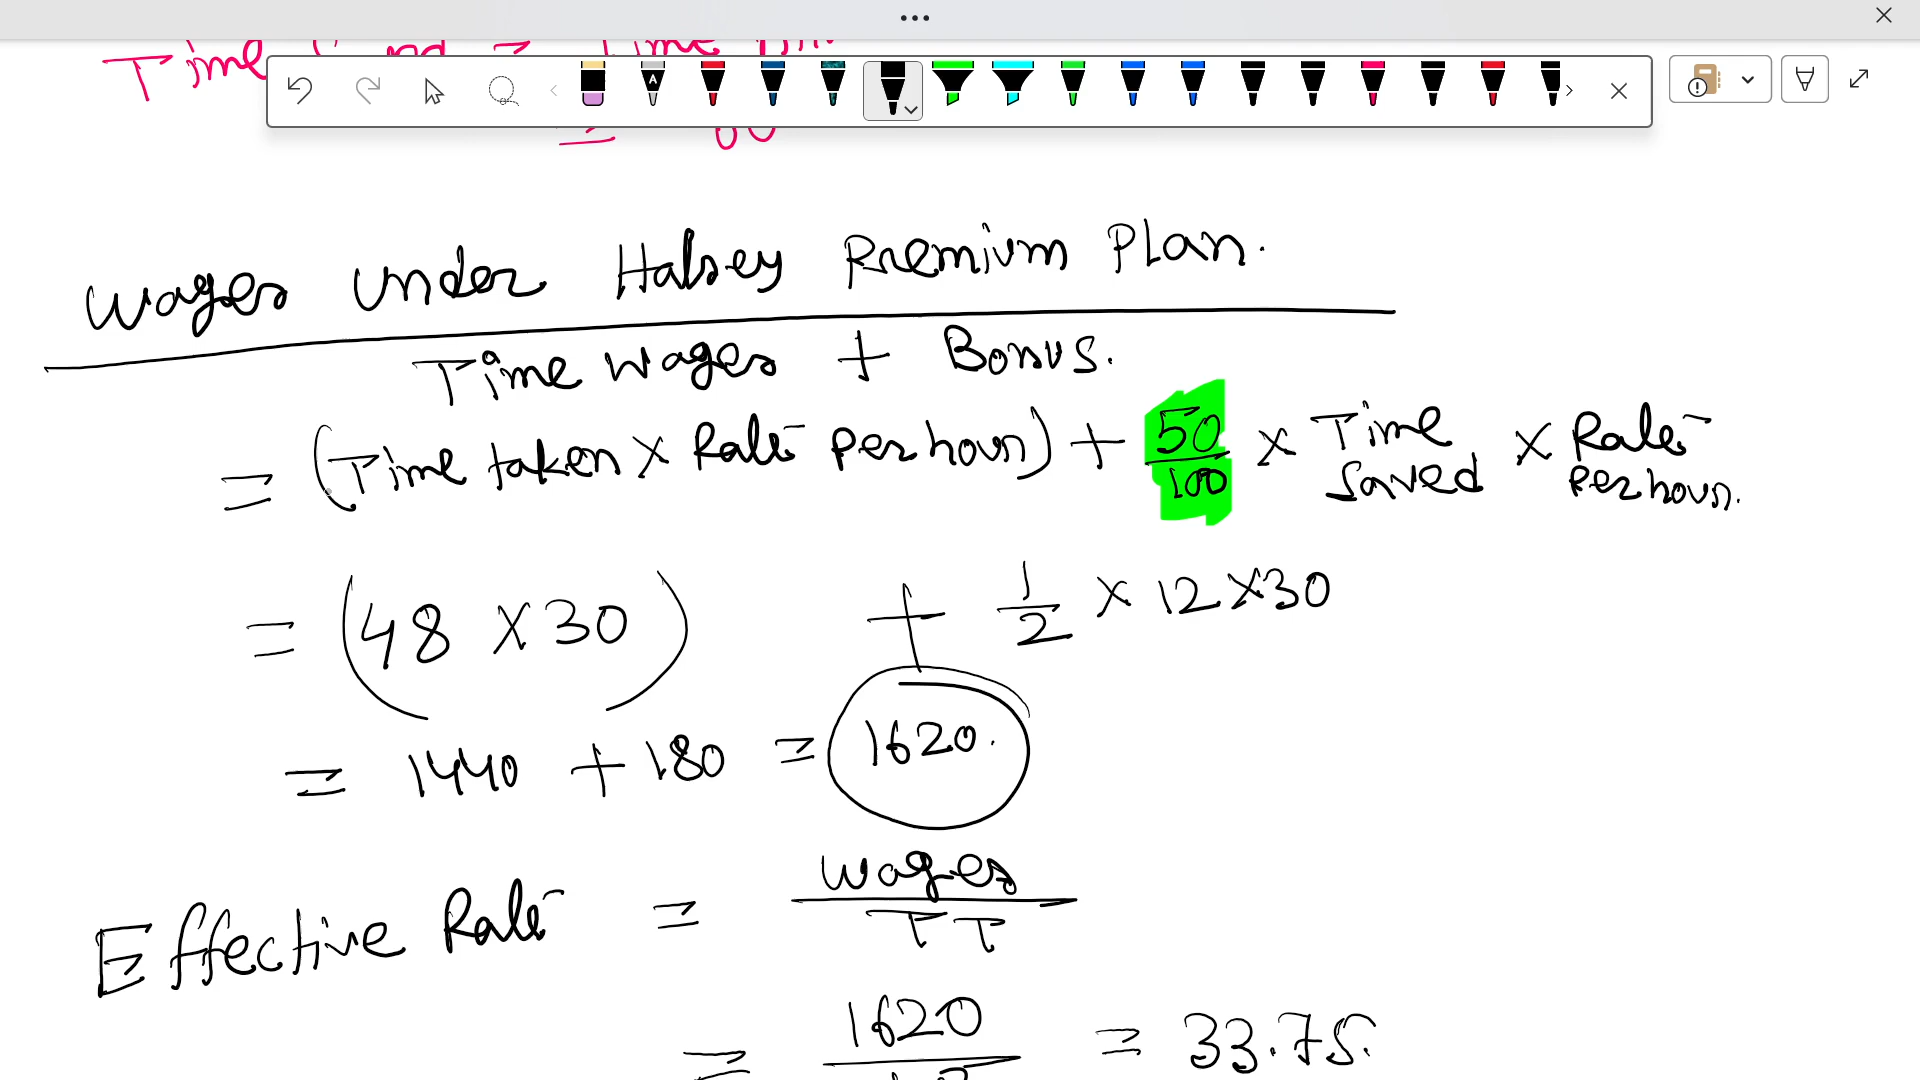 Time
Wages Under Halsey Premium Plan.
Time wages + Bonus.
= (Time taken × Rate per hour) + 50/100 × Time Saved × Rate per hour.
= (48 × 30) + 1/2 × 12 × 30
= 1440 + 180 = 1620.
Effective Rate = Wages/TT
= 1620 = 33.75.